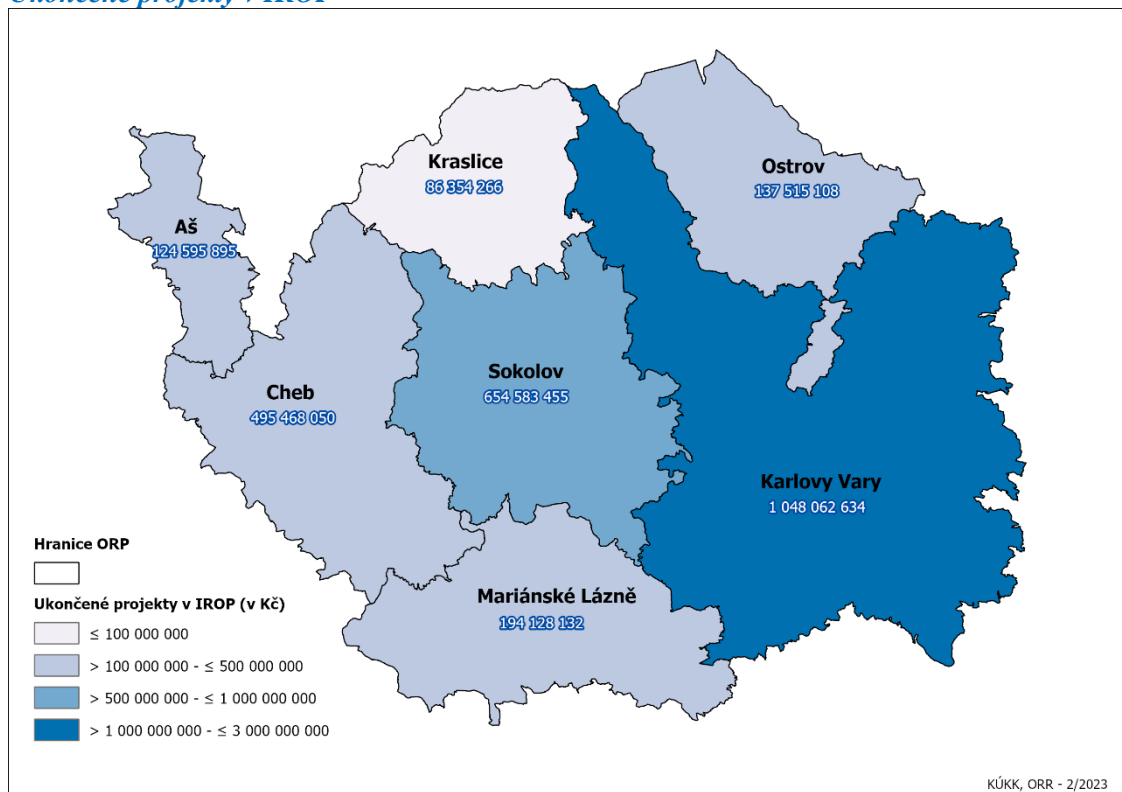 Ukončené projekty v IROP
Kraslice
86 354 266
Ostrov
137 515 108
Aš
124 595 895
Sokolov
654 583 455
Cheb
495 468 050
Karlovy Vary
1 048 062 634
Mariánské Lázně
194 128 132
Hranice ORP
Ukončené projekty v IROP (v Kč)
≤ 100 000 000
> 100 000 000 - ≤ 500 000 000
> 500 000 000 - ≤ 1 000 000 000
> 1 000 000 000 - ≤ 3 000 000 000
KÚKK, ORR - 2/2023